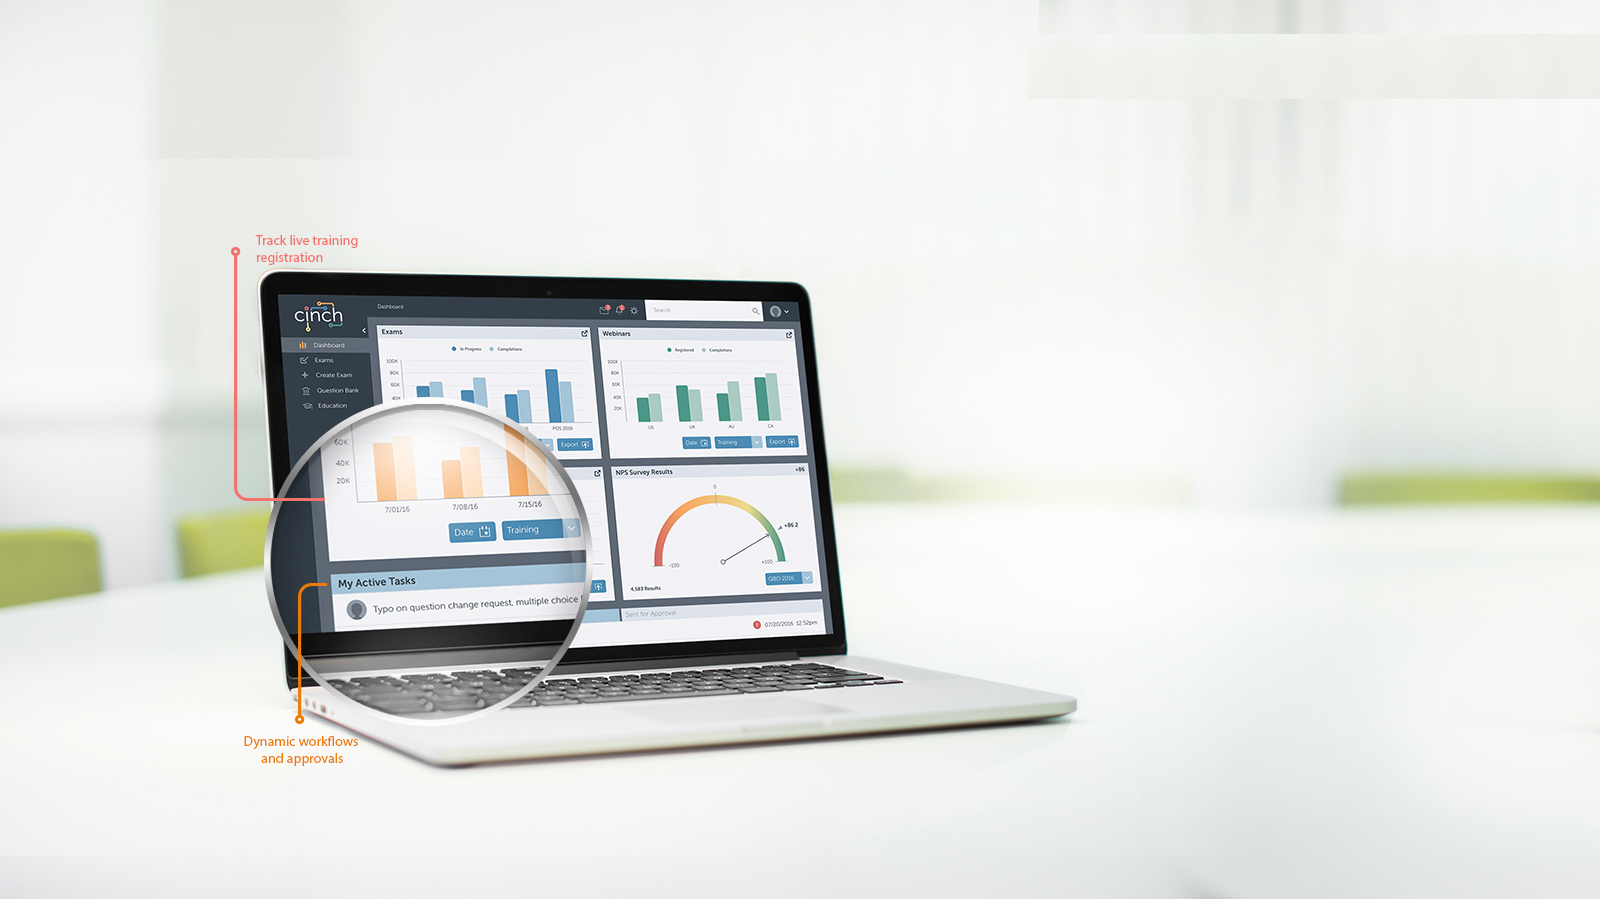 Track live training
registration
cinch
Dashboard
Search
Dashboard
Exams
Create Exam
Question Bank
Education
Exams
In Progress Completions
100K
80K
60K
40K
POS 2016
Export
Webinars
Registered Completions
100K
80K
60K
40K
20K
US UK AU CA
Date Training Export
60K
40K
20K
7/01/16 7/08/16 7/15/16
Date Training
NPS Survey Results +86
0
+86.2
-100 +100
QBO 2016
4,583 Results
My Active Tasks
Typo on question change request, multiple choice
Sent for Approval
07/20/2016 12:52pm
Dynamic workflows
and approvals